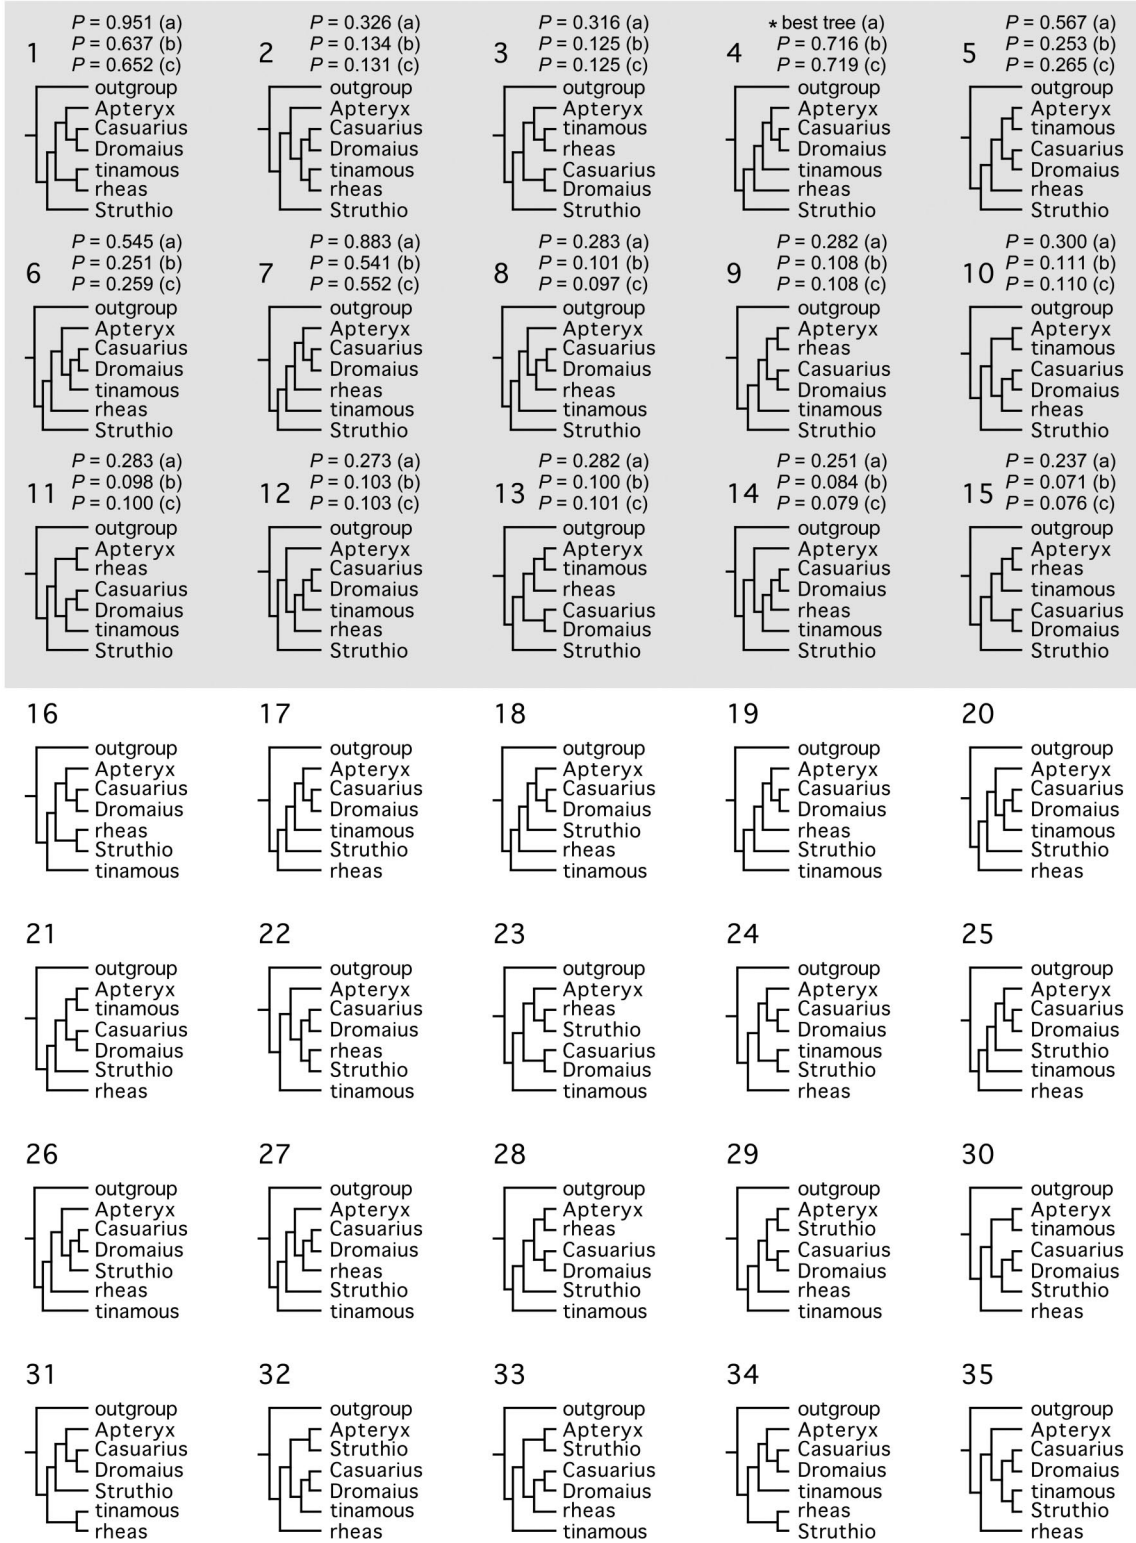 P = 0.951 (a)
P = 0.637 (b)
P = 0.652 (c)
1
outgroup
Apteryx
Casuarius
Dromaius
tinamous
rheas
Struthio
P = 0.326 (a)
P = 0.134 (b)
P = 0.131 (c)
2
outgroup
Apteryx
Casuarius
Dromaius
tinamous
rheas
Struthio
P = 0.316 (a)
P = 0.125 (b)
P = 0.125 (c)
3
outgroup
Apteryx
tinamous
rheas
Casuarius
Dromaius
Struthio
* best tree (a)
P = 0.716 (b)
P = 0.719 (c)
4
outgroup
Apteryx
Casuarius
Dromaius
tinamous
rheas
Struthio
P = 0.567 (a)
P = 0.253 (b)
P = 0.265 (c)
5
outgroup
Apteryx
tinamous
Casuarius
Dromaius
rheas
Struthio
P = 0.545 (a)
P = 0.251 (b)
P = 0.259 (c)
6
outgroup
Apteryx
Casuarius
Dromaius
tinamous
rheas
Struthio
P = 0.883 (a)
P = 0.541 (b)
P = 0.552 (c)
7
outgroup
Apteryx
Casuarius
Dromaius
rheas
tinamous
Struthio
P = 0.283 (a)
P = 0.101 (b)
P = 0.097 (c)
8
outgroup
Apteryx
Casuarius
Dromaius
rheas
tinamous
Struthio
P = 0.282 (a)
P = 0.108 (b)
P = 0.108 (c)
9
outgroup
Apteryx
rheas
Casuarius
Dromaius
tinamous
Struthio
P = 0.300 (a)
P = 0.111 (b)
P = 0.110 (c)
10
outgroup
Apteryx
tinamous
Casuarius
Dromaius
rheas
Struthio
P = 0.283 (a)
P = 0.098 (b)
P = 0.100 (c)
11
outgroup
Apteryx
rheas
Casuarius
Dromaius
tinamous
Struthio
P = 0.273 (a)
P = 0.103 (b)
P = 0.103 (c)
12
outgroup
Apteryx
Casuarius
Dromaius
tinamous
rheas
Struthio
P = 0.282 (a)
P = 0.100 (b)
P = 0.101 (c)
13
outgroup
Apteryx
tinamous
rheas
Casuarius
Dromaius
Struthio
P = 0.251 (a)
P = 0.084 (b)
P = 0.079 (c)
14
outgroup
Apteryx
Casuarius
Dromaius
rheas
tinamous
Struthio
P = 0.237 (a)
P = 0.071 (b)
P = 0.076 (c)
15
outgroup
Apteryx
rheas
tinamous
Casuarius
Dromaius
Struthio
16
outgroup
Apteryx
Casuarius
Dromaius
rheas
Struthio
tinamous
17
outgroup
Apteryx
Casuarius
Dromaius
tinamous
Struthio
rheas
18
outgroup
Apteryx
Casuarius
Dromaius
Struthio
rheas
tinamous
19
outgroup
Apteryx
Casuarius
Dromaius
rheas
Struthio
tinamous
20
outgroup
Apteryx
Casuarius
Dromaius
tinamous
Struthio
rheas
21
outgroup
Apteryx
tinamous
Casuarius
Dromaius
Struthio
rheas
22
outgroup
Apteryx
Casuarius
Dromaius
rheas
Struthio
tinamous
23
outgroup
Apteryx
rheas
Struthio
Casuarius
Dromaius
tinamous
24
outgroup
Apteryx
Casuarius
Dromaius
tinamous
Struthio
rheas
25
outgroup
Apteryx
Casuarius
Dromaius
Struthio
tinamous
rheas
26
outgroup
Apteryx
Casuarius
Dromaius
Struthio
rheas
tinamous
27
outgroup
Apteryx
Casuarius
Dromaius
rheas
Struthio
tinamous
28
outgroup
Apteryx
rheas
Casuarius
Dromaius
Struthio
tinamous
29
outgroup
Apteryx
Struthio
Casuarius
Dromaius
rheas
tinamous
30
outgroup
Apteryx
tinamous
Casuarius
Dromaius
Struthio
rheas
31
outgroup
Apteryx
Casuarius
Dromaius
Struthio
tinamous
rheas
32
outgroup
Apteryx
Struthio
Casuarius
Dromaius
tinamous
rheas
33
outgroup
Apteryx
Struthio
Casuarius
Dromaius
rheas
tinamous
34
outgroup
Apteryx
Casuarius
Dromaius
tinamous
rheas
Struthio
35
outgroup
Apteryx
Casuarius
Dromaius
tinamous
Struthio
rheas